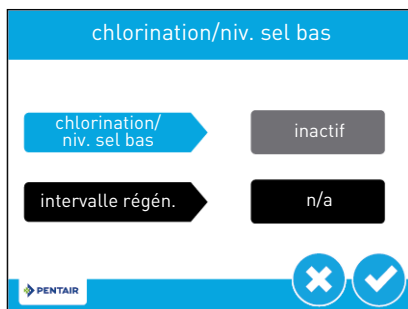 chlorination/niv. sel bas
chlorination/
niv. sel bas
inactif
intervalle régén.
n/a
PENTAIR